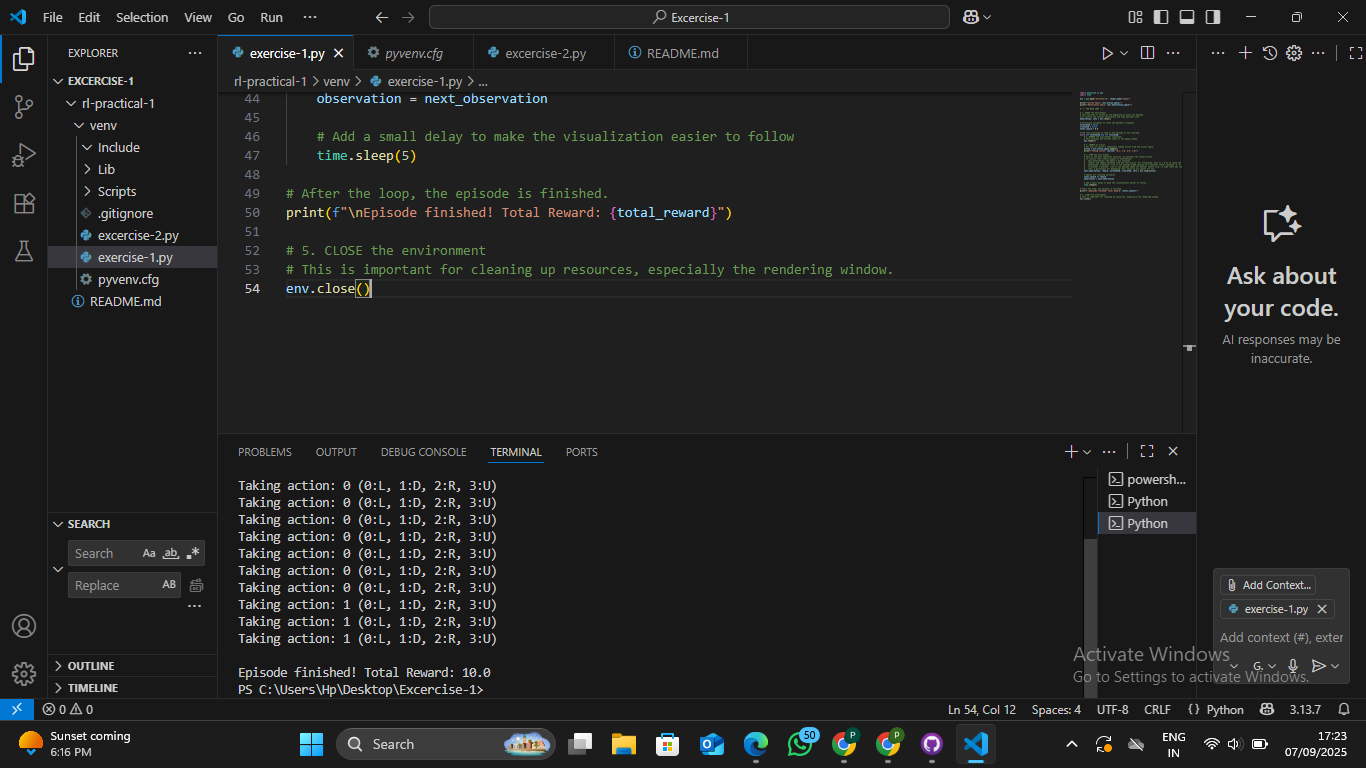 File Edit Selection View Go Run ···
Excercise-1
EXPLORER
EXCERCISE-1
rl-practical-1
venv
Include
Lib
Scripts
.gitignore
excercise-2.py
exercise-1.py
pyvenv.cfg
README.md
SEARCH
Search Aa ab .*
Replace AB
OUTLINE
TIMELINE
exercise-1.py
pyvenv.cfg
excercise-2.py
README.md
rl-practical-1 > venv > exercise-1.py > ...
44 observation = next_observation
45
46 # Add a small delay to make the visualization easier to follow
47 time.sleep(5)
48
49 # After the loop, the episode is finished.
50 print(f"\nEpisode finished! Total Reward: {total_reward}")
51
52 # 5. CLOSE the environment
53 # This is important for cleaning up resources, especially the rendering window.
54 env.close()
PROBLEMS OUTPUT DEBUG CONSOLE TERMINAL PORTS
Taking action: 0 (0:L, 1:D, 2:R, 3:U)
Taking action: 0 (0:L, 1:D, 2:R, 3:U)
Taking action: 0 (0:L, 1:D, 2:R, 3:U)
Taking action: 0 (0:L, 1:D, 2:R, 3:U)
Taking action: 0 (0:L, 1:D, 2:R, 3:U)
Taking action: 0 (0:L, 1:D, 2:R, 3:U)
Taking action: 0 (0:L, 1:D, 2:R, 3:U)
Taking action: 1 (0:L, 1:D, 2:R, 3:U)
Taking action: 1 (0:L, 1:D, 2:R, 3:U)
Taking action: 1 (0:L, 1:D, 2:R, 3:U)
Episode finished! Total Reward: 10.0
PS C:\Users\Hp\Desktop\Excercise-1>
powersh...
Python
Python
Ask about
your code.
AI responses may be
inaccurate.
Add Context...
exercise-1.py
Add context (#), exter
G.
Activate Windows
Go to Settings to activate Windows.
0 0
Ln 54, Col 12 Spaces: 4 UTF-8 CRLF {} Python 3.13.7
Sunset coming
6:16 PM
Search
50
P
P
ENG
IN
17:23
07/09/2025